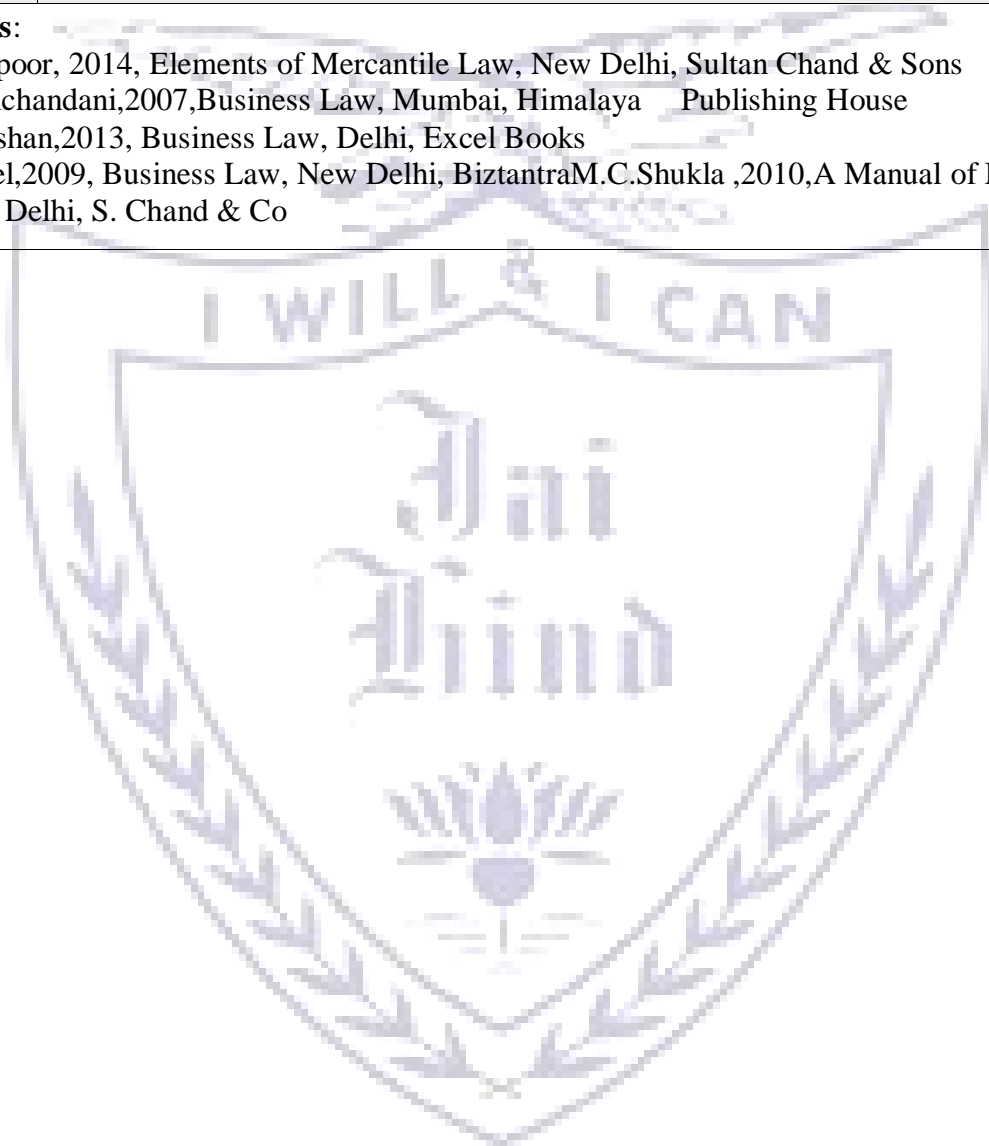 s:
poor, 2014, Elements of Mercantile Law, New Delhi, Sultan Chand & Sons
chandani,2007,Business Law, Mumbai, Himalaya Publishing House
shan,2013, Business Law, Delhi, Excel Books
el,2009, Business Law, New Delhi, BiztantraM.C.Shukla ,2010,A Manual of
Delhi, S. Chand & Co
I WILL & I CAN
Jai
Hind